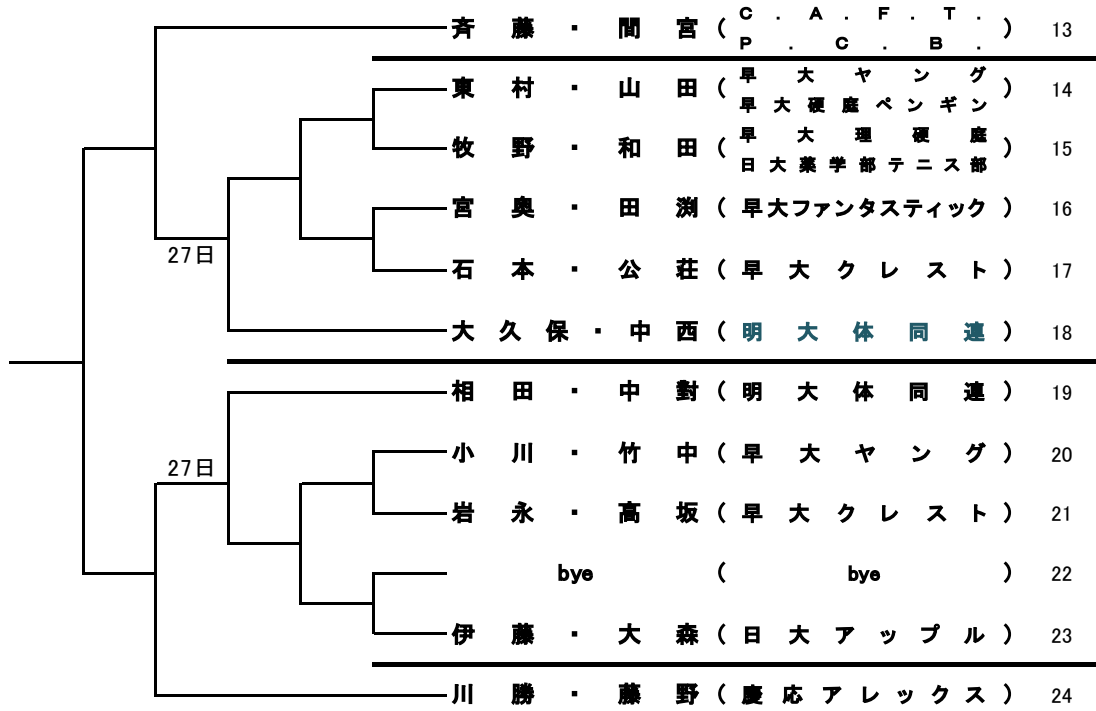 斉藤・間宮(C.A.F.T. P.C.B.) 13
東村・山田(早大ヤング 早大硬庭ペンギン) 14
牧野・和田(早大理硬庭 日大薬学部テニス部) 15
宮奥・田渕(早大ファンタスティック) 16
27日
石本・公荘(早大クレスト) 17
大久保・中西(明大体同連) 18
相田・中對(明大体同連) 19
小川・竹中(早大ヤング) 20
27日
岩永・高坂(早大クレスト) 21
bye(bye) 22
伊藤・大森(日大アップル) 23
川勝・藤野(慶応アレックス) 24